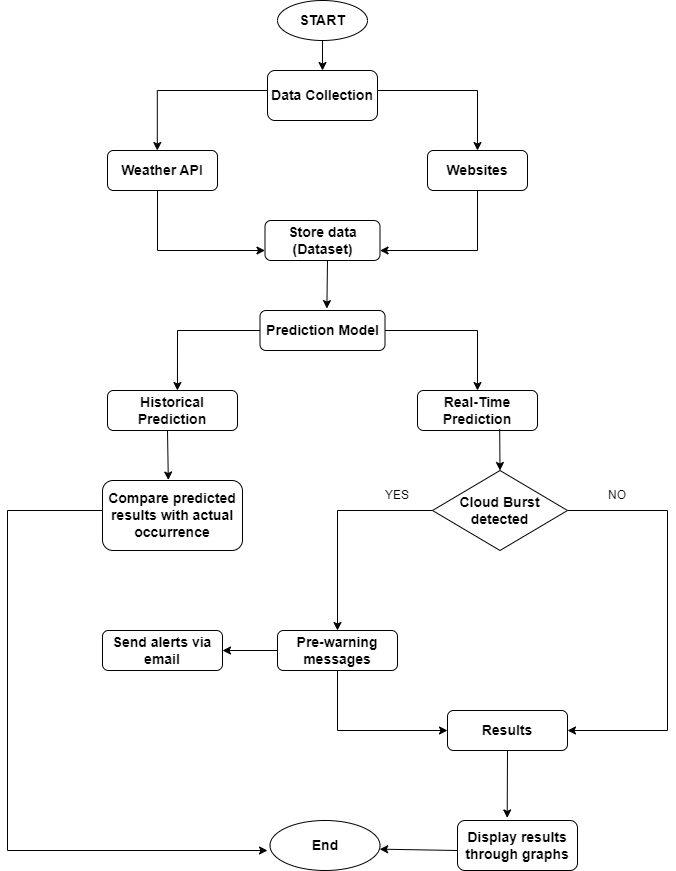 START
Data Collection
Weather API
Websites
Store data
(Dataset)
Prediction Model
Historical
Prediction
Real-Time
Prediction
Compare predicted
results with actual
occurrence
YES
Cloud Burst
detected
NO
Send alerts via
email
Pre-warning
messages
Results
End
Display results
through graphs